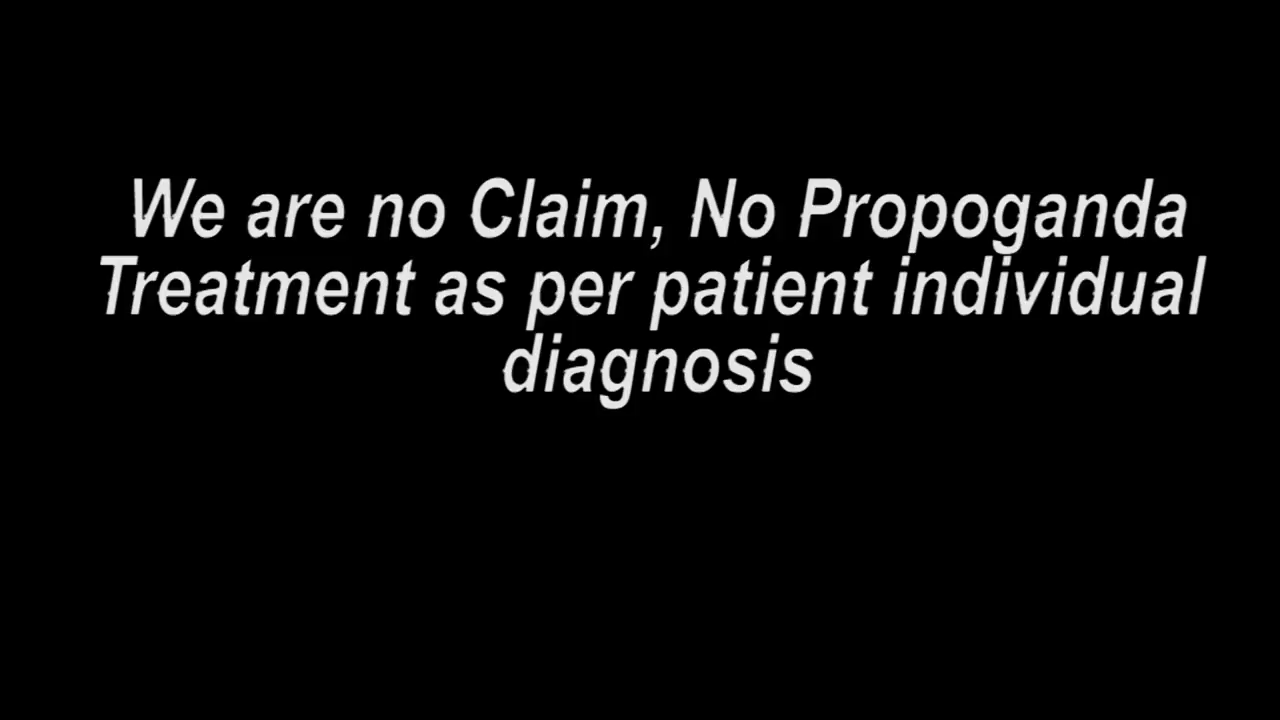 We are no Claim, No Propoganda
Treatment as per patient individual
diagnosis